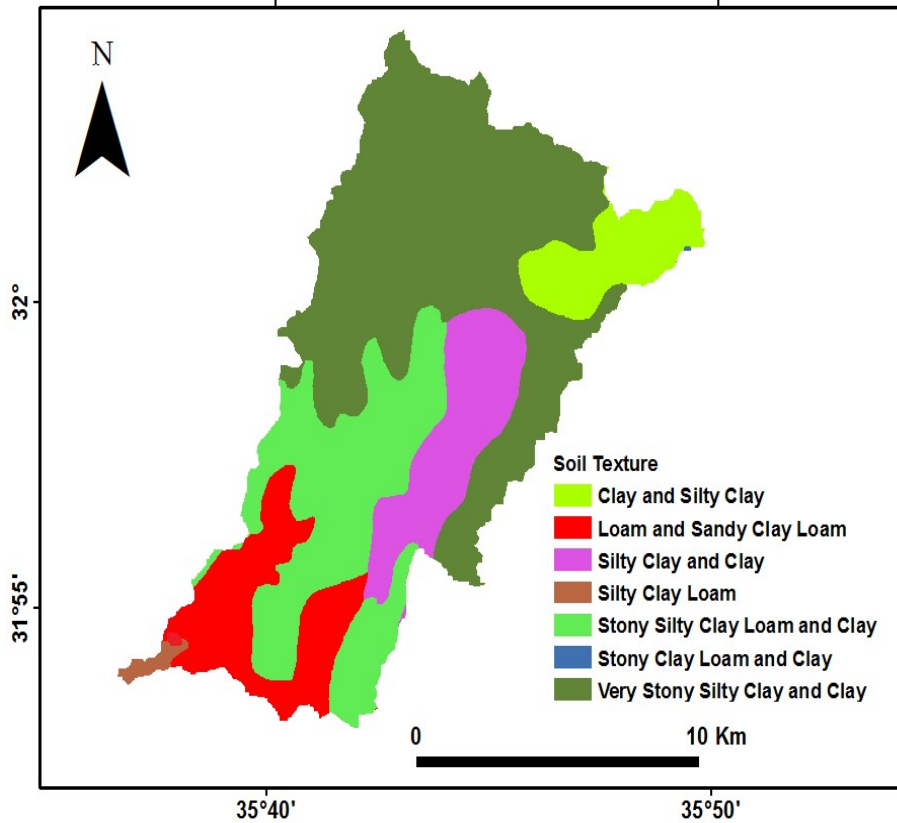 N
32°
31°55'
Soil Texture
Clay and Silty Clay
Loam and Sandy Clay Loam
Silty Clay and Clay
Silty Clay Loam
Stony Silty Clay Loam and Clay
Stony Clay Loam and Clay
Very Stony Silty Clay and Clay
0 10 Km
35°40' 35°50'